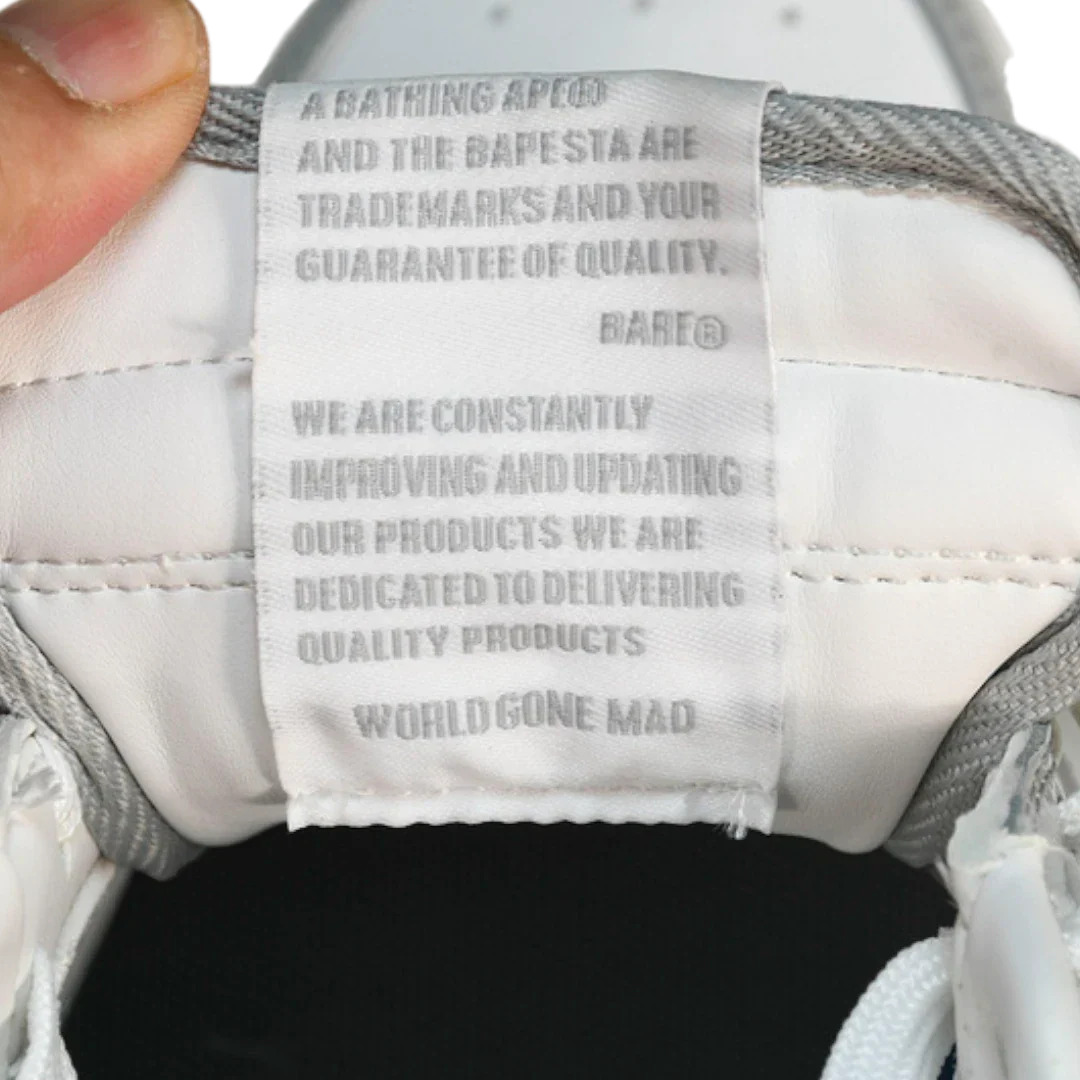 A BATHING APE®
AND THE BAPESTA ARE
TRADEMARKS AND YOUR
GUARANTEE OF QUALITY.
BARE®
WE ARE CONSTANTLY
IMPROVING AND UPDATING
OUR PRODUCTS WE ARE
DEDICATED TO DELIVERING
QUALITY PRODUCTS
WORLD GONE MAD